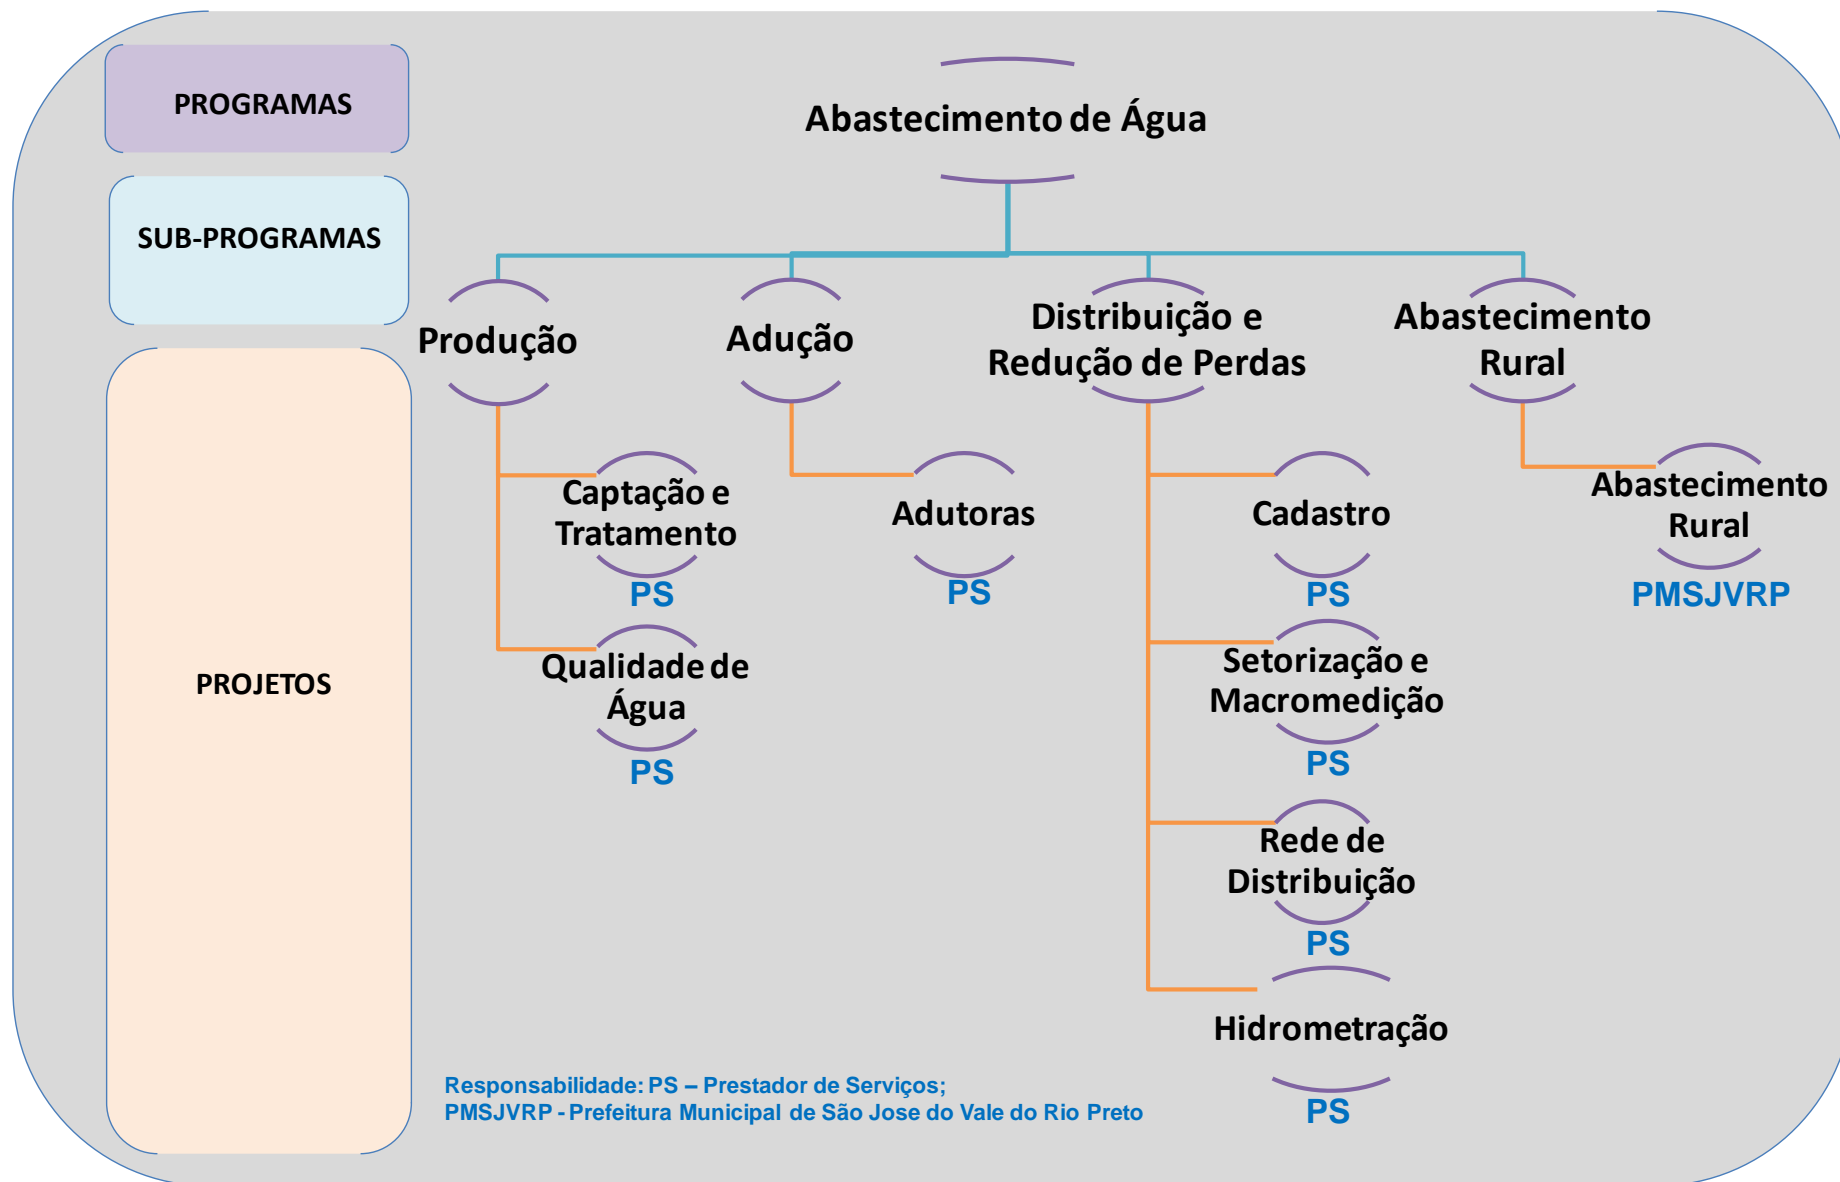 PROGRAMAS
Abastecimento de Água
SUB-PROGRAMAS
Produção
Adução
Distribuição e
Redução de Perdas
Abastecimento
Rural
PROJETOS
Captação e
Tratamento
PS
Qualidade de
Água
PS
Adutoras
PS
Cadastro
PS
Setorização e
Macromedição
PS
Rede de
Distribuição
PS
Hidrometração
PS
Abastecimento
Rural
PMSJVRP
Responsabilidade: PS – Prestador de Serviços;
PMSJVRP - Prefeitura Municipal de São Jose do Vale do Rio Preto